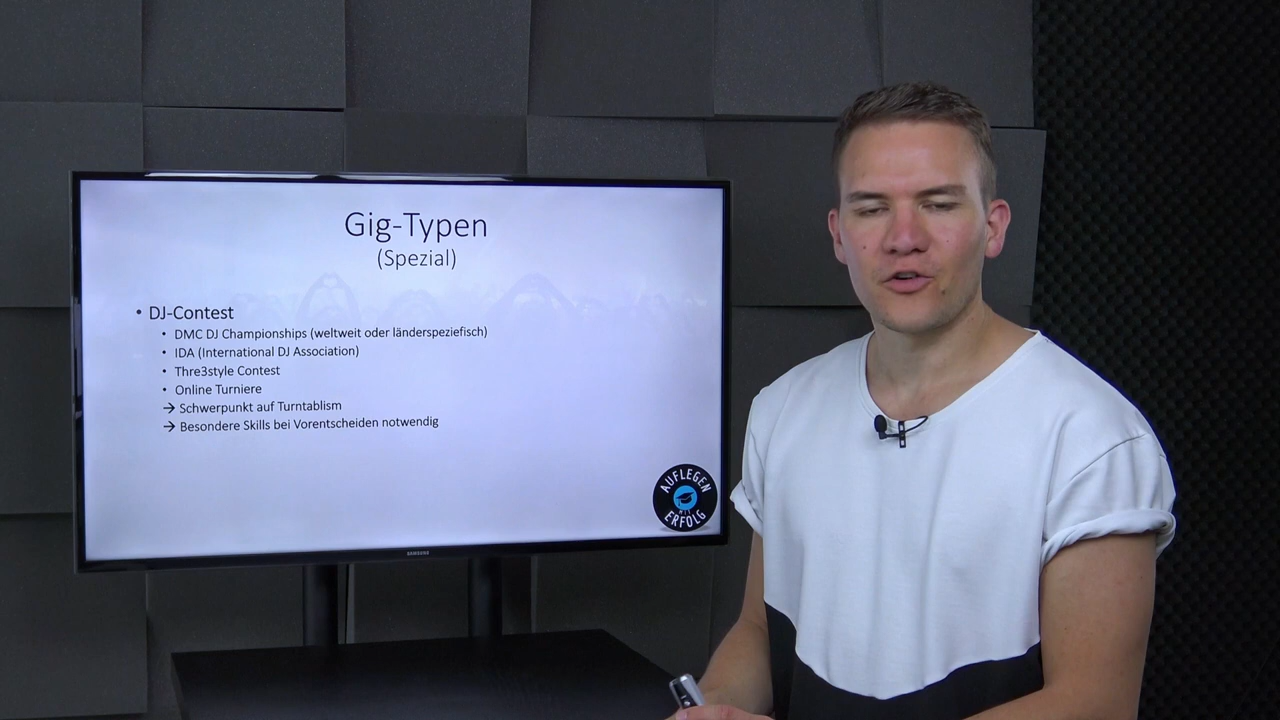 Gig-Typen
(Spezial)
• DJ-Contest
• DMC DJ Championships (weltweit oder länderspeziefisch)
• IDA (International DJ Association)
• Thre3style Contest
• Online Turniere
→ Schwerpunkt auf Turntablism
→ Besondere Skills bei Vorentscheiden notwendig
AUFLEGEN
MIT
ERFOLG
SAMSUNG